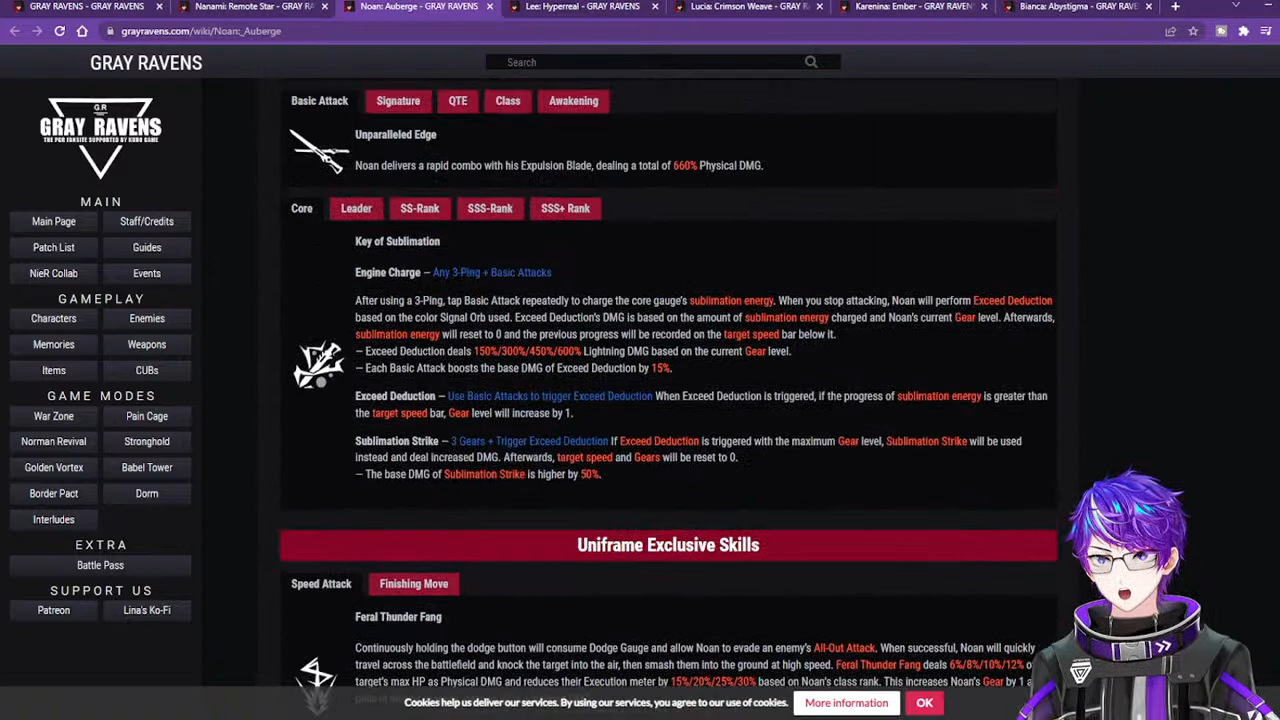 GRAY RAVENS
Nanami: Remote Star - GRAY RAV
Noan: Auberge - GRAY RAVENS
Lee: Hyperreal - GRAY RAVENS
Lucia: Crimson Weave - GRAY RAV
Karenina: Ember - GRAY RAVENS
Bianca: Abystigma - GRAY RAVENS
grayravens.com/wiki/Noan:_Auberge
GRAY RAVENS
Search
G.R
GRAY RAVENS
THE PGR FANSITE SUPPORTED BY KURO GAME
MAIN
Main Page Staff/Credits
Patch List Guides
NieR Collab Events
GAMEPLAY
Characters Enemies
Memories Weapons
Items CUBs
GAME MODES
War Zone Pain Cage
Norman Revival Stronghold
Golden Vortex Babel Tower
Border Pact Dorm
Interludes
EXTRA
Battle Pass
SUPPORT US
Patreon Lina's Ko-Fi
Basic Attack Signature QTE Class Awakening
Unparalleled Edge
Noan delivers a rapid combo with his Expulsion Blade, dealing a total of 660% Physical DMG.
Core Leader SS-Rank SSS-Rank SSS+ Rank
Key of Sublimation
Engine Charge — Any 3-Ping + Basic Attacks
After using a 3-Ping, tap Basic Attack repeatedly to charge the core gauge's sublimation energy. When you stop attacking, Noan will perform Exceed Deduction
based on the color Signal Orb used. Exceed Deduction's DMG is based on the amount of sublimation energy charged and Noan's current Gear level. Afterwards,
sublimation energy will reset to 0 and the previous progress will be recorded on the target speed bar below it.
— Exceed Deduction deals 150%/300%/450%/600% Lightning DMG based on the current Gear level.
— Each Basic Attack boosts the base DMG of Exceed Deduction by 15%.
Exceed Deduction — Use Basic Attacks to trigger Exceed Deduction When Exceed Deduction is triggered, if the progress of sublimation energy is greater than
the target speed bar, Gear level will increase by 1.
Sublimation Strike — 3 Gears + Trigger Exceed Deduction If Exceed Deduction is triggered with the maximum Gear level, Sublimation Strike will be used
instead and deal increased DMG. Afterwards, target speed and Gears will be reset to 0.
— The base DMG of Sublimation Strike is higher by 50%.
Uniframe Exclusive Skills
Speed Attack Finishing Move
Feral Thunder Fang
Continuously holding the dodge button will consume Dodge Gauge and allow Noan to evade an enemy's All-Out Attack. When successful, Noan will quickly
travel across the battlefield and knock the target into the air, then smash them into the ground at high speed. Feral Thunder Fang deals 6%/8%/10%/12% of
target's max HP as Physical DMG and reduces their Execution meter by 15%/20%/25%/30% based on Noan's class rank. This increases Noan's Gear by 1 a
Cookies help us deliver our services. By using our services, you agree to our use of cookies. More information OK